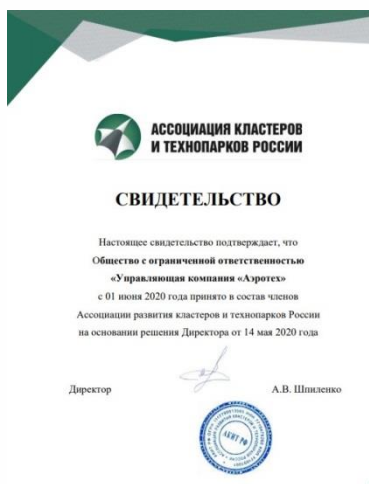 АССОЦИАЦИЯ КЛАСТЕРОВ
И ТЕХНОПАРКОВ РОССИИ
СВИДЕТЕЛЬСТВО
Настоящее свидетельство подтверждает, что
Общество с ограниченной ответственностью
«Управляющая компания «Аэротех»
с 01 июня 2020 года принято в состав членов
Ассоциации развития кластеров и технопарков России
на основании решения Директора от 14 мая 2020 года
Директор А.В. Шпиленко
АКИТ РФ